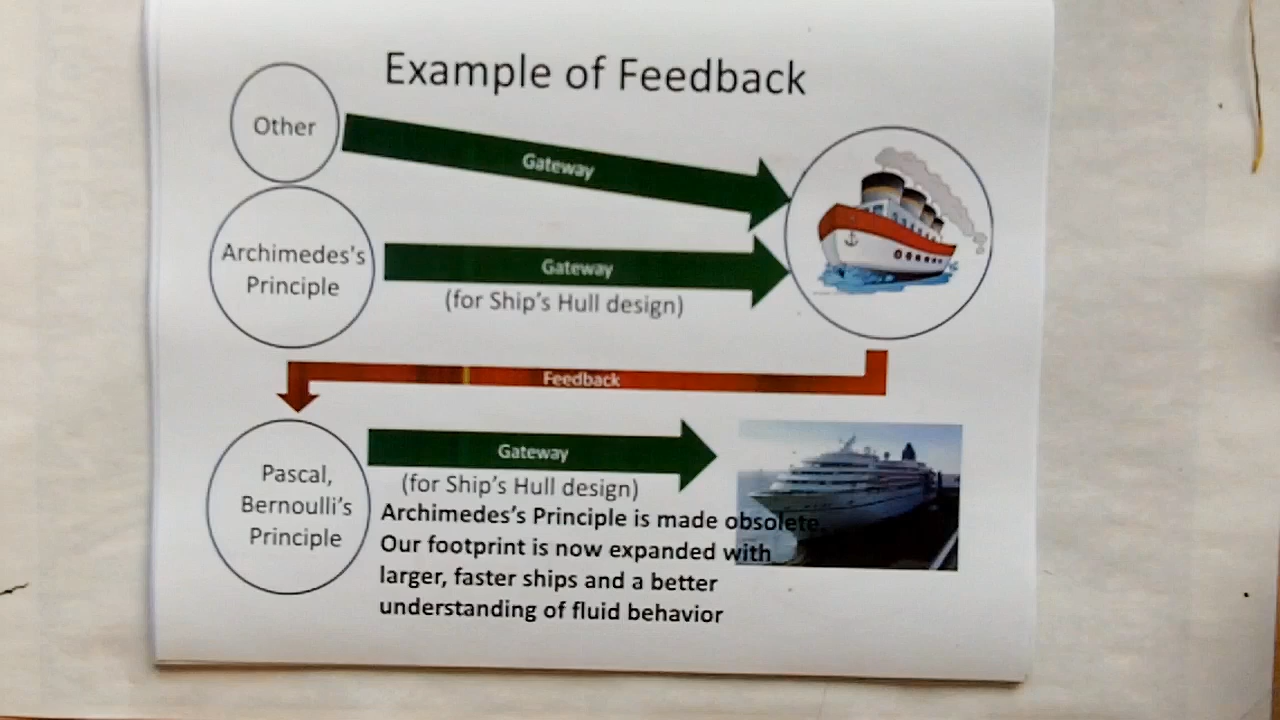 Example of Feedback
Other
Gateway
Archimedes's
Principle
Gateway
(for Ship's Hull design)
Feedback
Pascal,
Bernoulli's
Principle
Gateway
(for Ship's Hull design)
Archimedes's Principle is made obsolete.
Our footprint is now expanded with
larger, faster ships and a better
understanding of fluid behavior